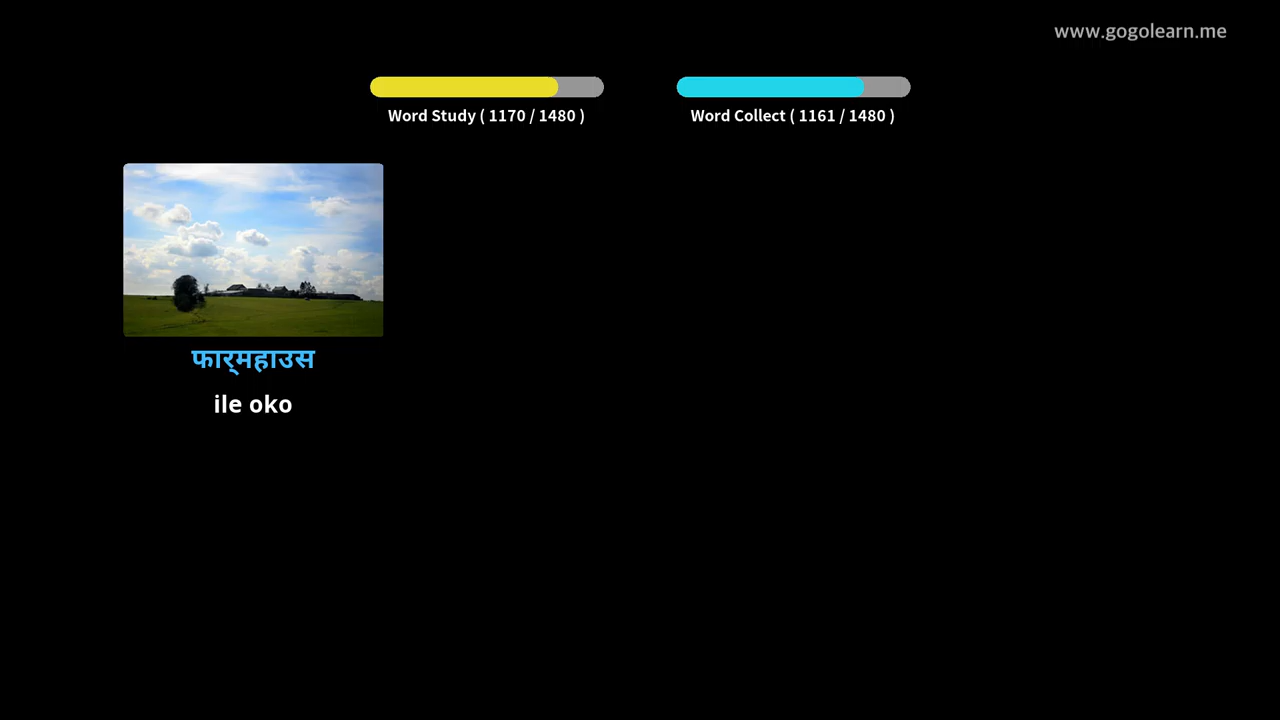 www.gogolearn.me
Word Study ( 1170 / 1480 )
Word Collect ( 1161 / 1480 )
फार्‌महाउस
ile oko